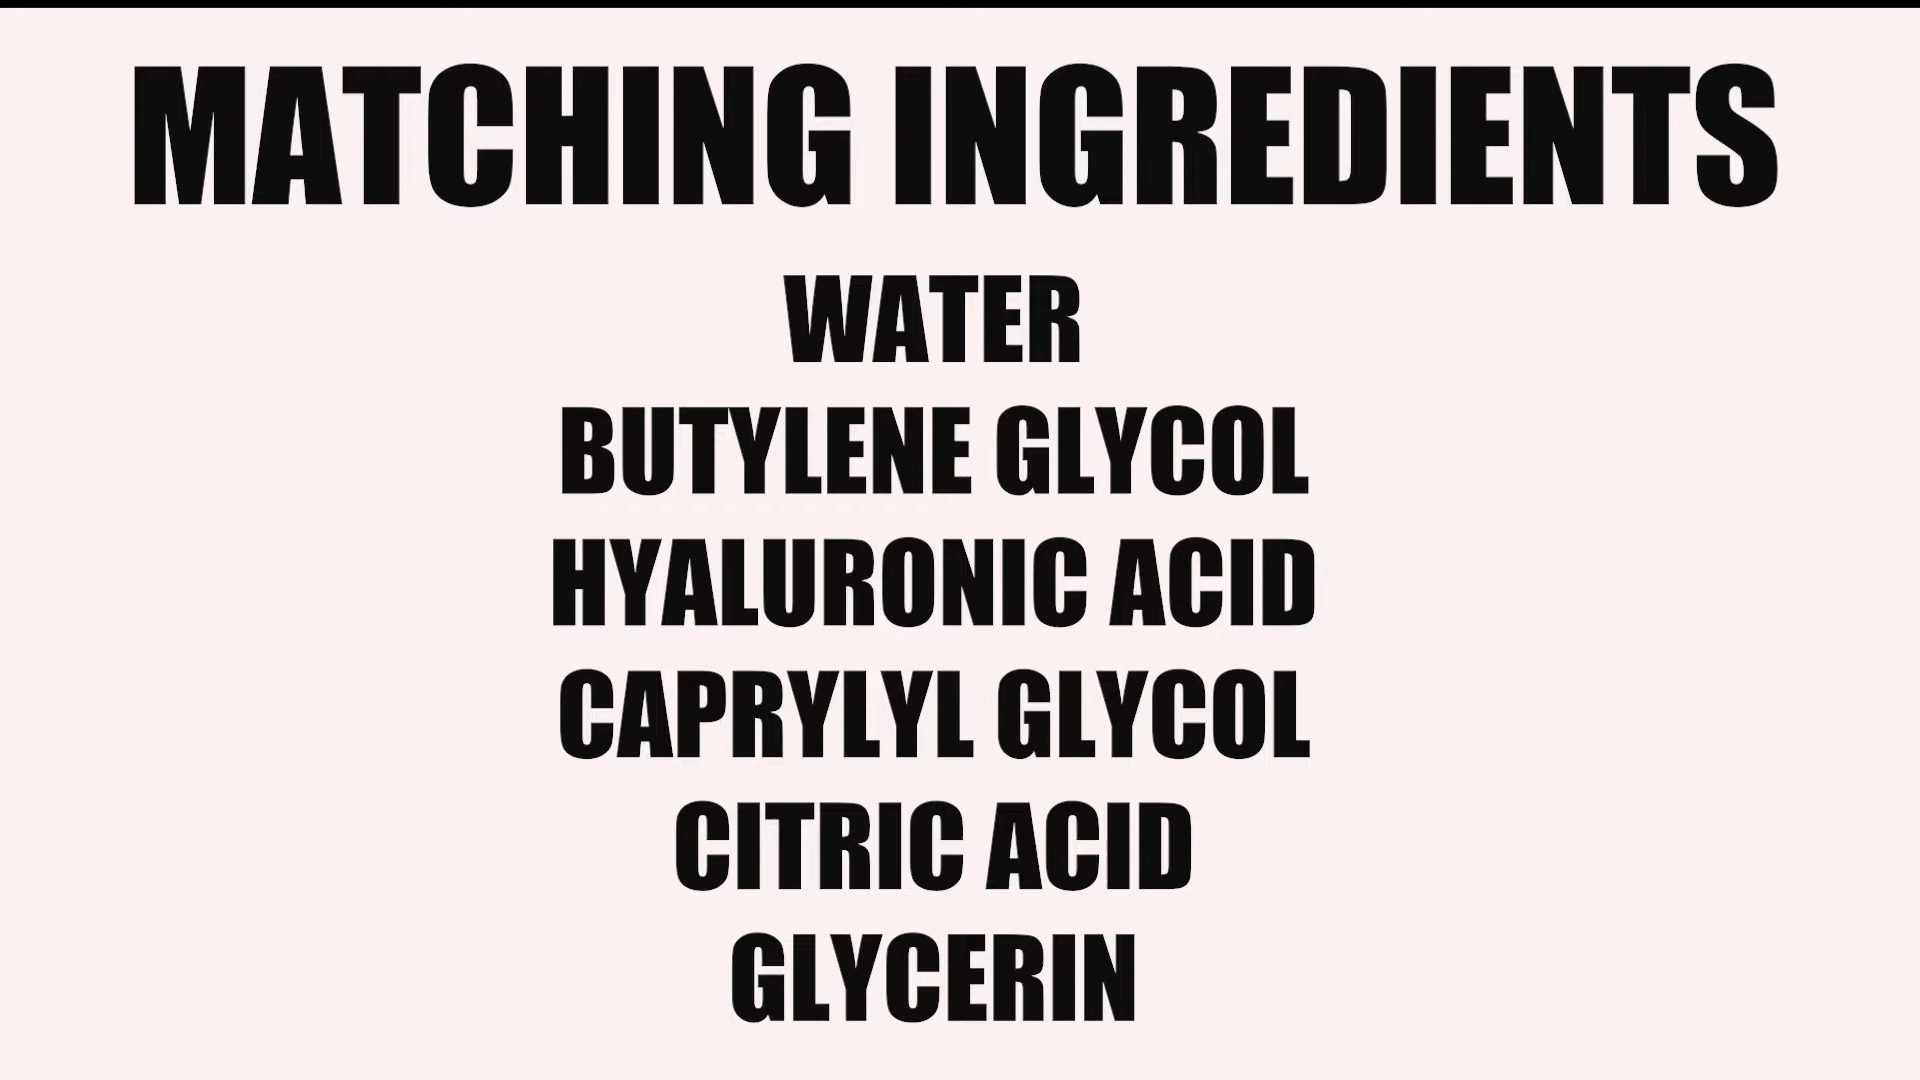 MATCHING INGREDIENTS
WATER
BUTYLENE GLYCOL
HYALURONIC ACID
CAPRYLYL GLYCOL
CITRIC ACID
GLYCERIN